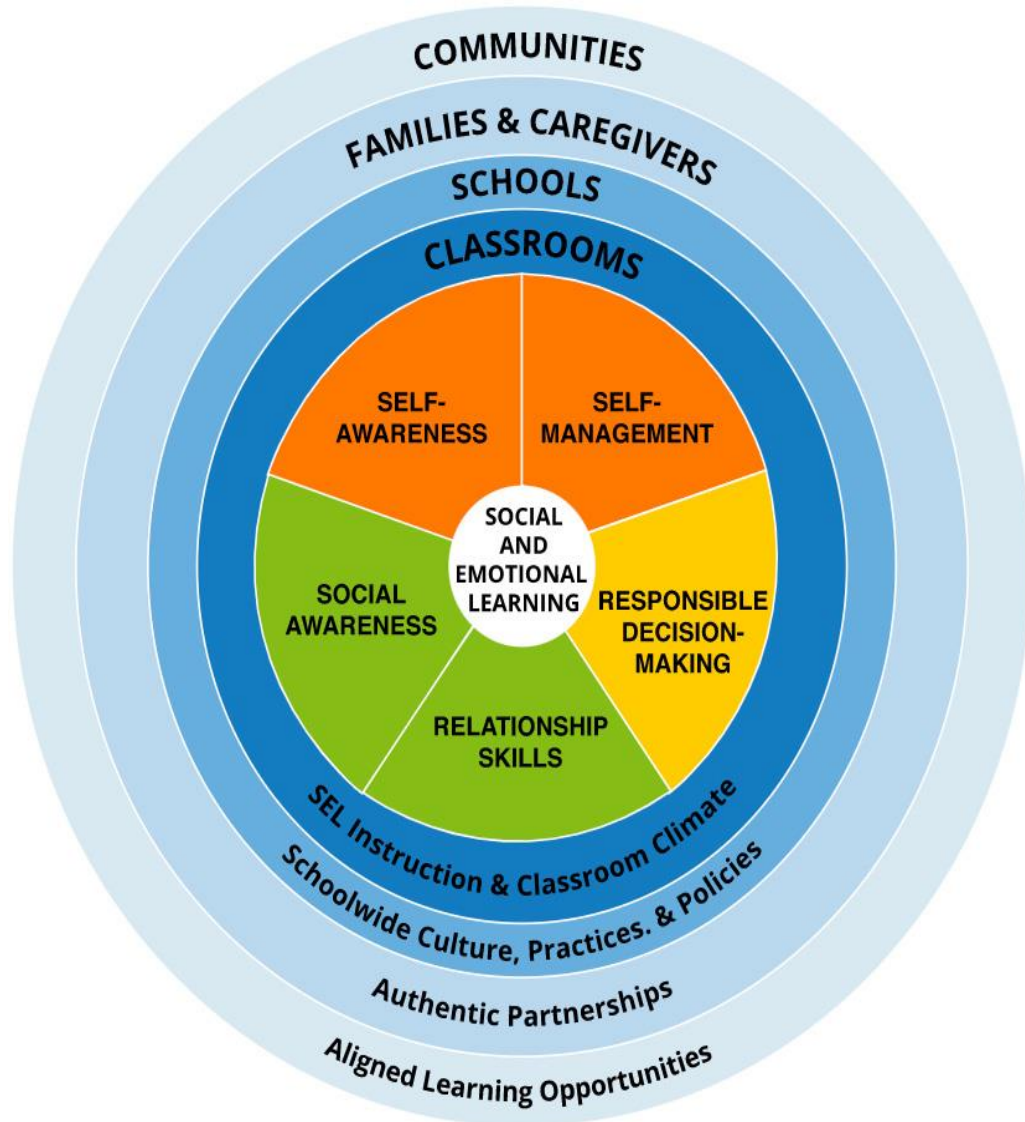 COMMUNITIES
FAMILIES & CAREGIVERS
SCHOOLS
CLASSROOMS
SELF-
AWARENESS
SELF-
MANAGEMENT
SOCIAL
AND
EMOTIONAL
LEARNING
SOCIAL
AWARENESS
RESPONSIBLE
DECISION-
MAKING
RELATIONSHIP
SKILLS
SEL Instruction & Classroom Climate
Schoolwide Culture, Practices. & Policies
Authentic Partnerships
Aligned Learning Opportunities